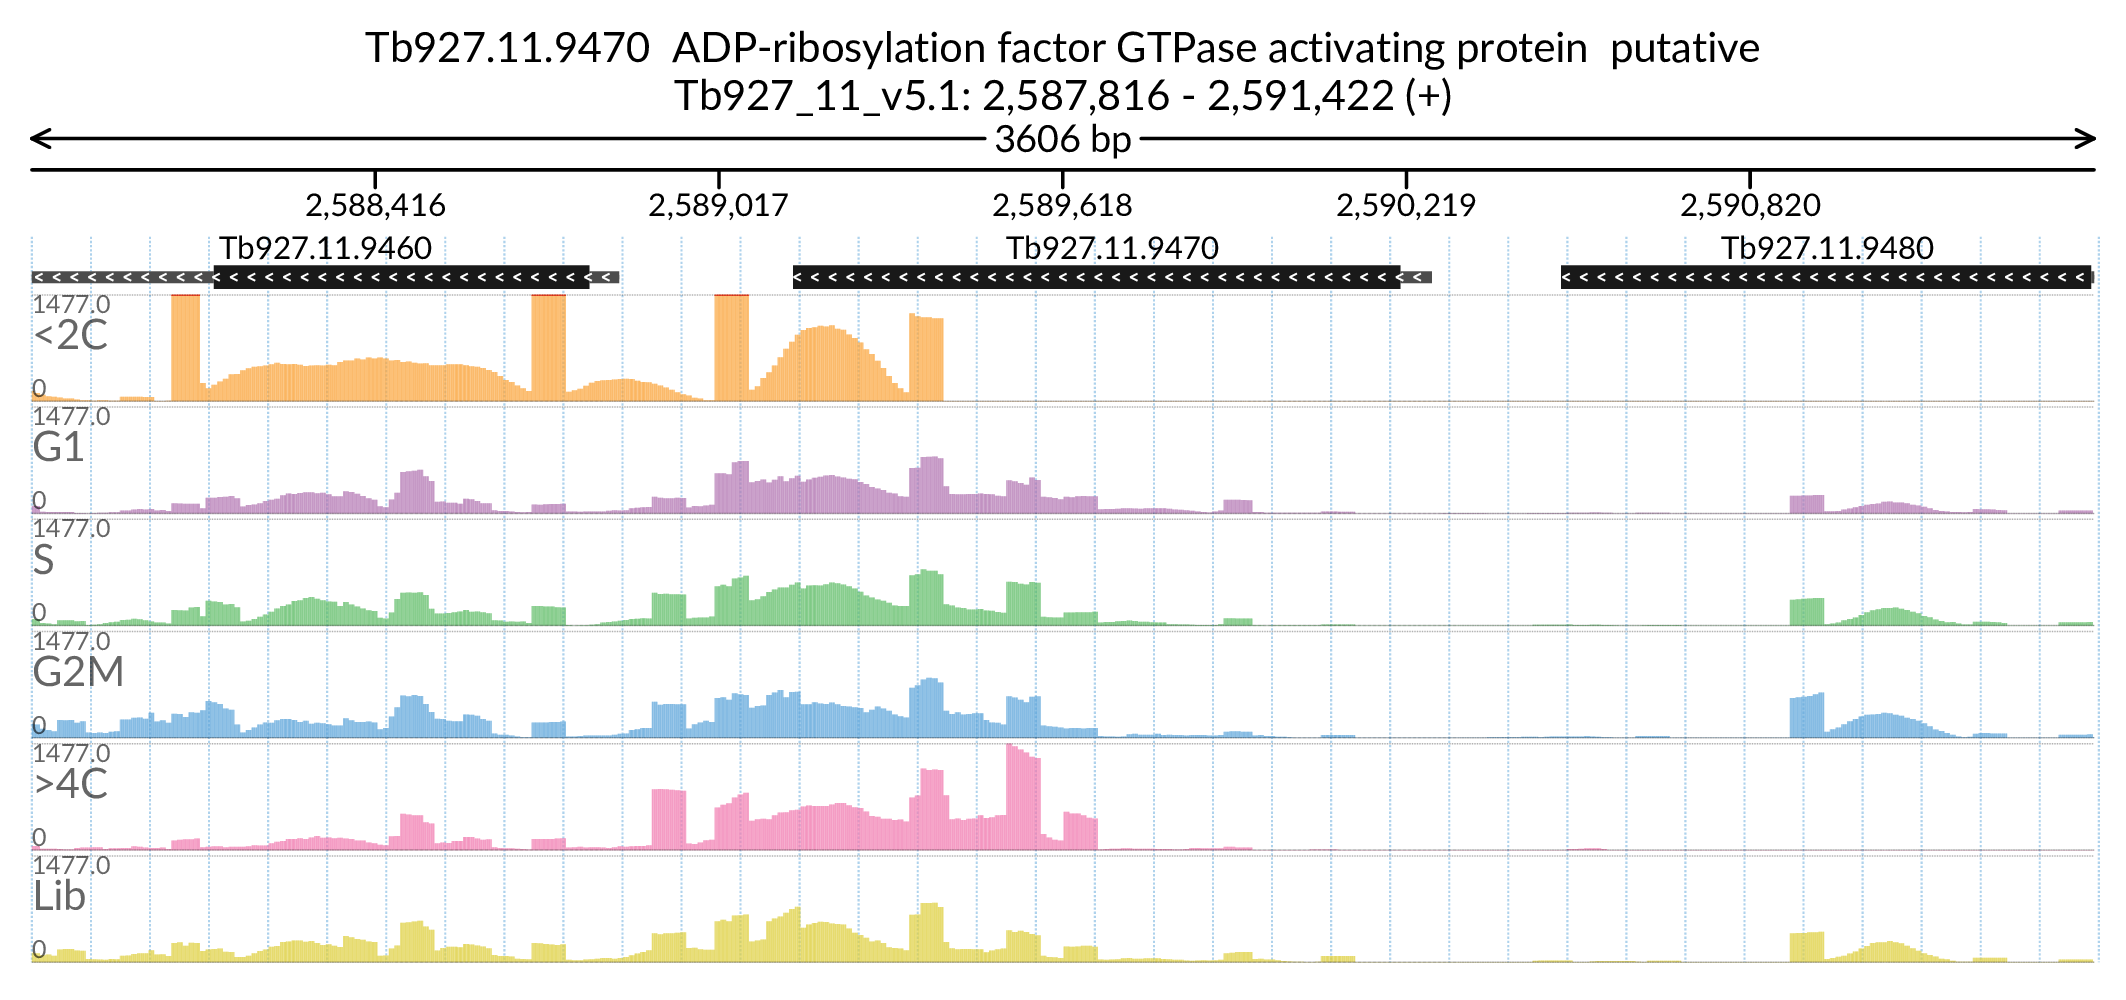 Tb927.11.9470  ADP-ribosylation factor GTPase activating protein  putative
Tb927_11_v5.1: 2,587,816 - 2,591,422 (+)
3606 bp
2,588,416 2,589,017 2,589,618 2,590,219 2,590,820
Tb927.11.9460 Tb927.11.9470 Tb927.11.9480
1477.0
<2C
0
1477.0
G1
0
1477.0
S
0
1477.0
G2M
0
1477.0
>4C
0
1477.0
Lib
0